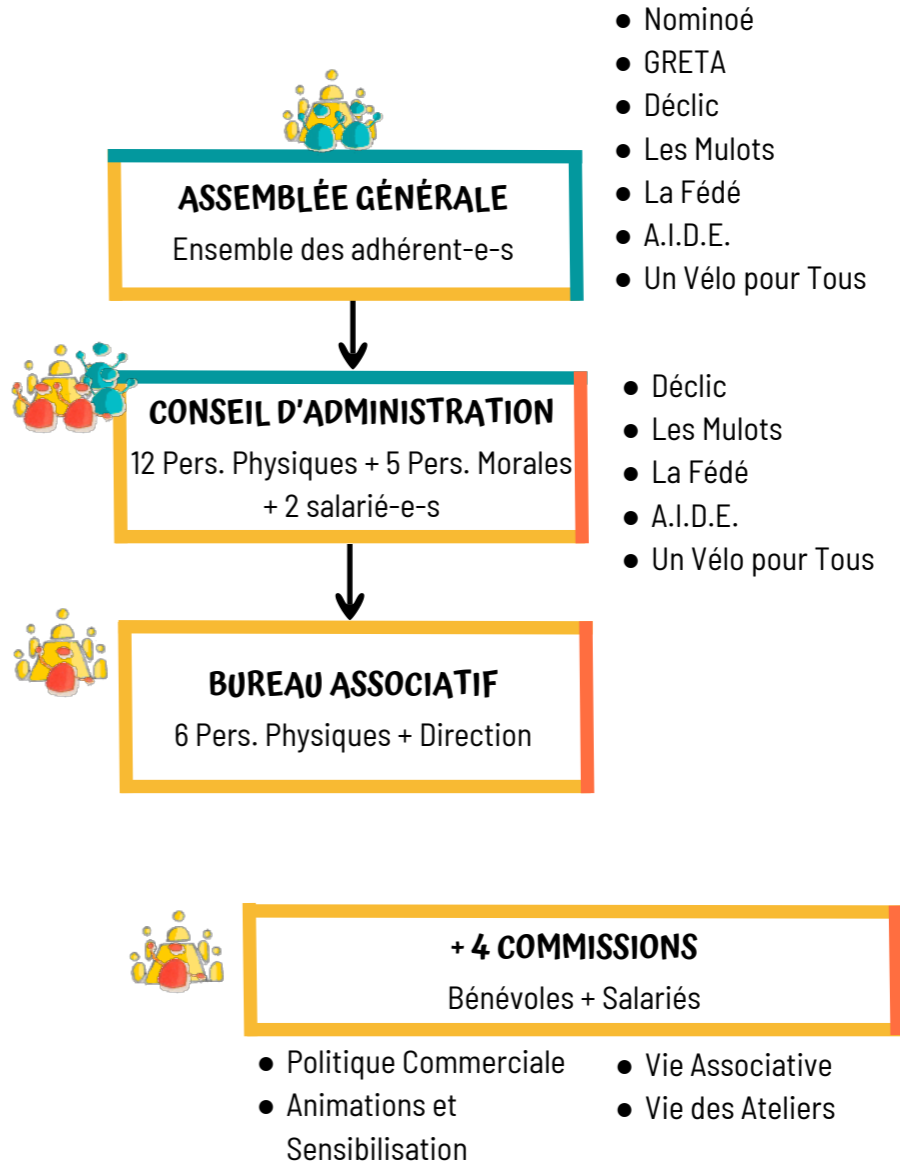 ● Nominoé
● GRETA
● Déclic
● Les Mulots
● La Fédé
● A.I.D.E.
● Un Vélo pour Tous
ASSEMBLÉE GÉNÉRALE
Ensemble des adhérent-e-s
CONSEIL D'ADMINISTRATION
12 Pers. Physiques + 5 Pers. Morales
+ 2 salarié-e-s
● Déclic
● Les Mulots
● La Fédé
● A.I.D.E.
● Un Vélo pour Tous
BUREAU ASSOCIATIF
6 Pers. Physiques + Direction
+ 4 COMMISSIONS
Bénévoles + Salariés
● Politique Commerciale
● Animations et
Sensibilisation
● Vie Associative
● Vie des Ateliers